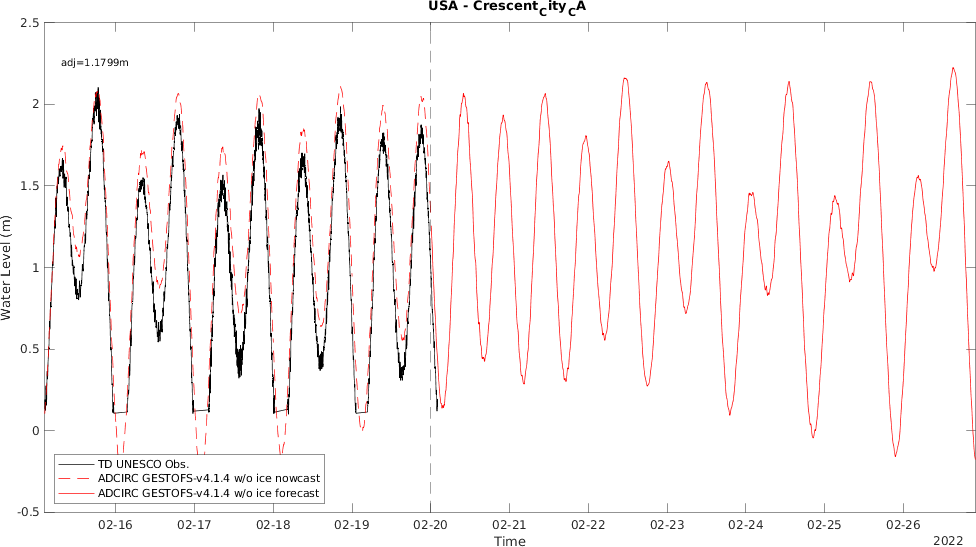 USA - Crescent_City_CA
adj=1.1799m
2.5
2
1.5
1
0.5
0
-0.5
Water Level (m)
TD UNESCO Obs.
ADCIRC GESTOFS-v4.1.4 w/o ice nowcast
ADCIRC GESTOFS-v4.1.4 w/o ice forecast
02-16 02-17 02-18 02-19 02-20 02-21 02-22 02-23 02-24 02-25 02-26
Time
2022